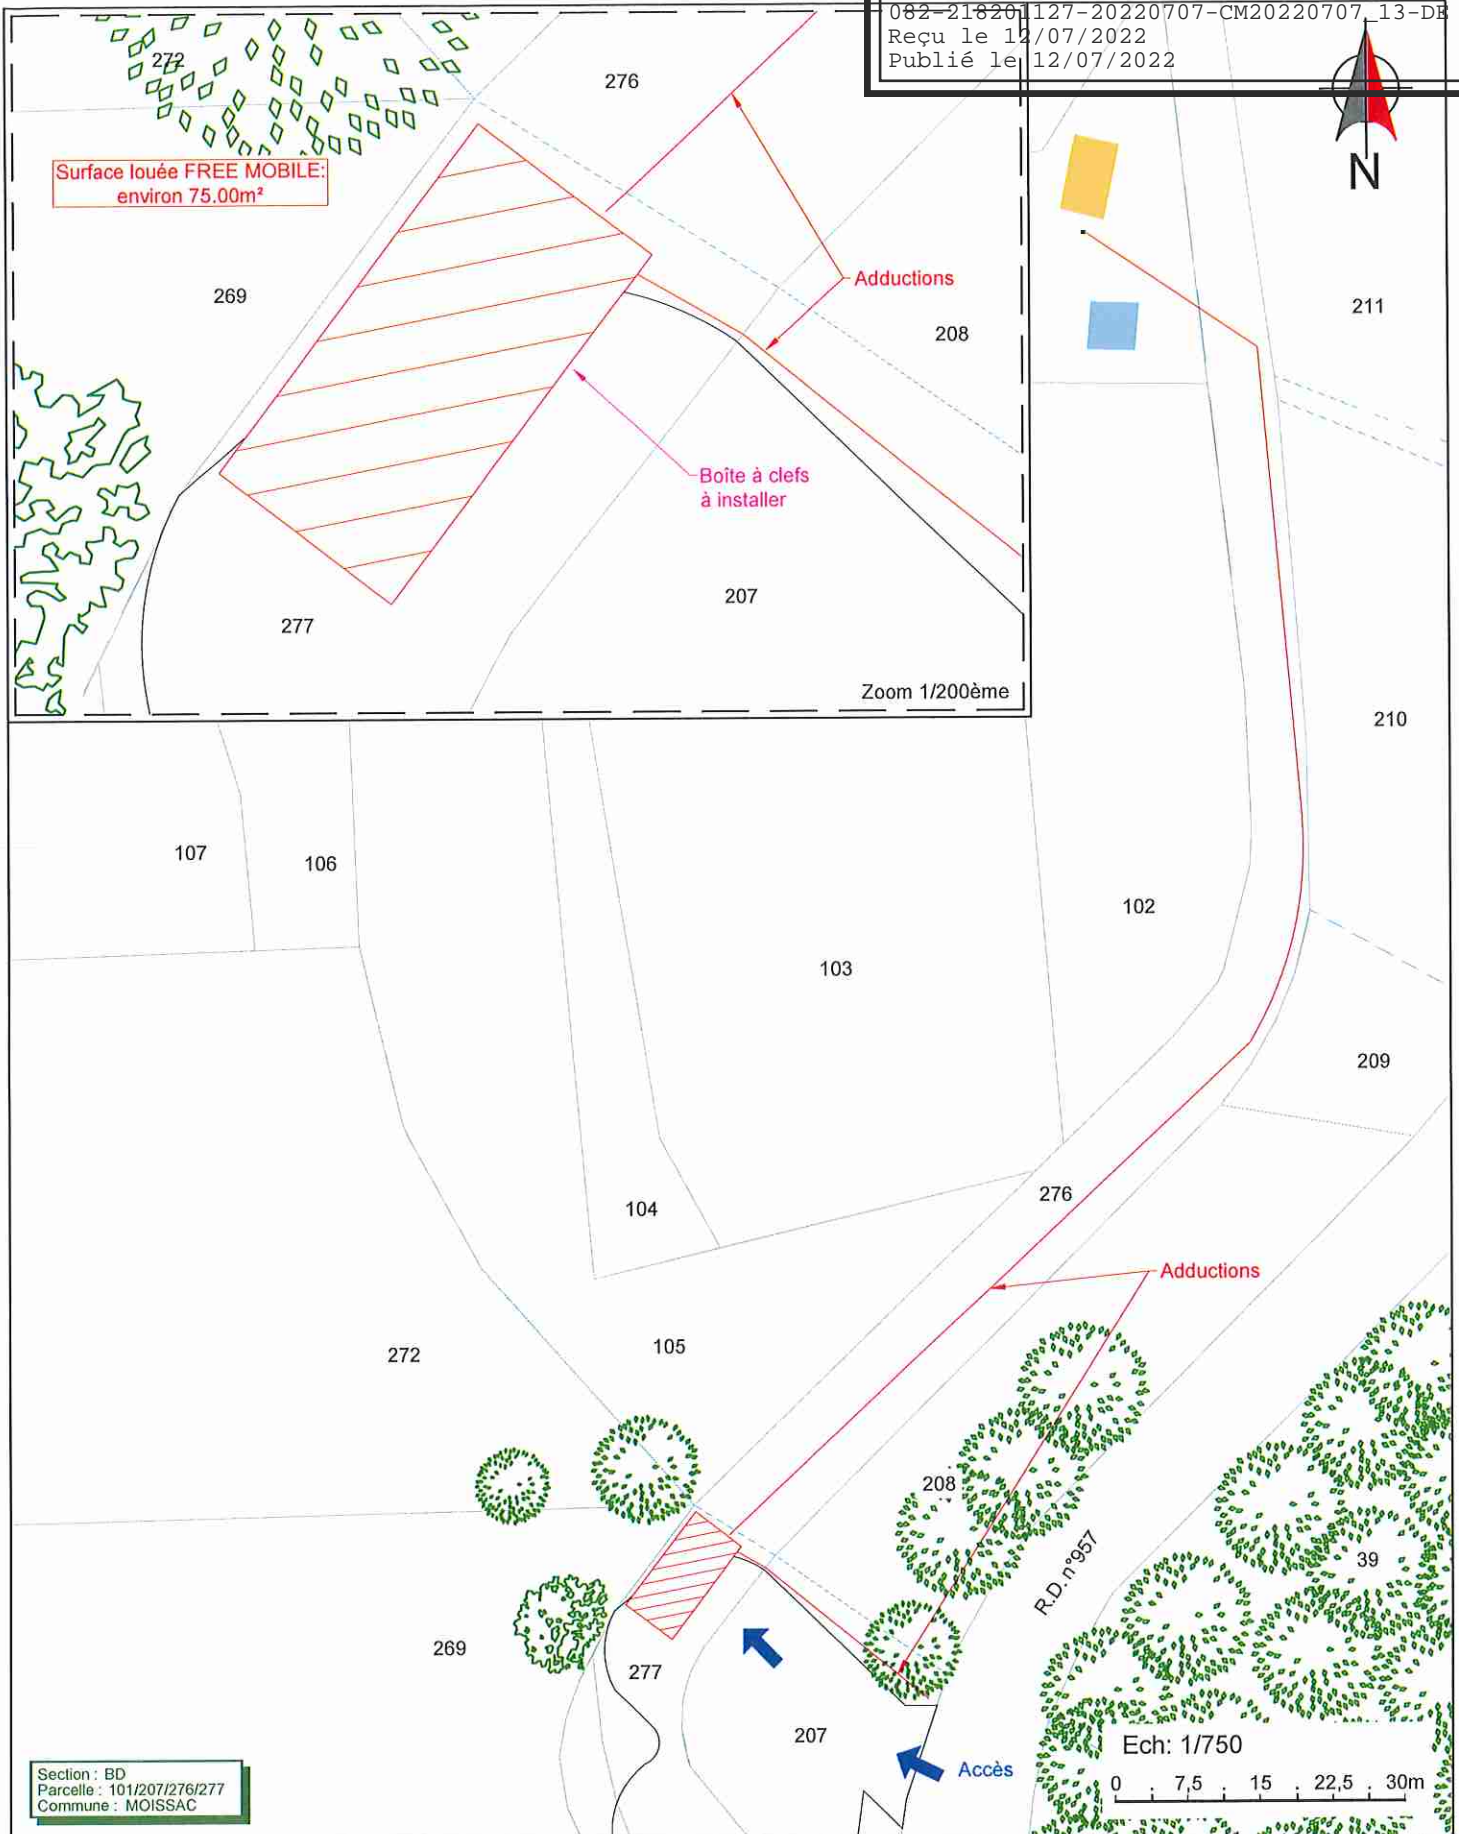 082-218201127-20220707-CM20220707_13-DE
Reçu le 12/07/2022
Publié le 12/07/2022
N
272
276
Surface louée FREE MOBILE:
environ 75.00m²
269
Adductions
208
211
Boîte à clefs
à installer
207
277
Zoom 1/200ème
210
107
106
102
103
209
276
104
Adductions
105
272
208
R.D. n°957
39
269
277
207
Accès
Ech: 1/750
0 7,5 15 22,5 30m
Section : BD
Parcelle : 101/207/276/277
Commune : MOISSAC